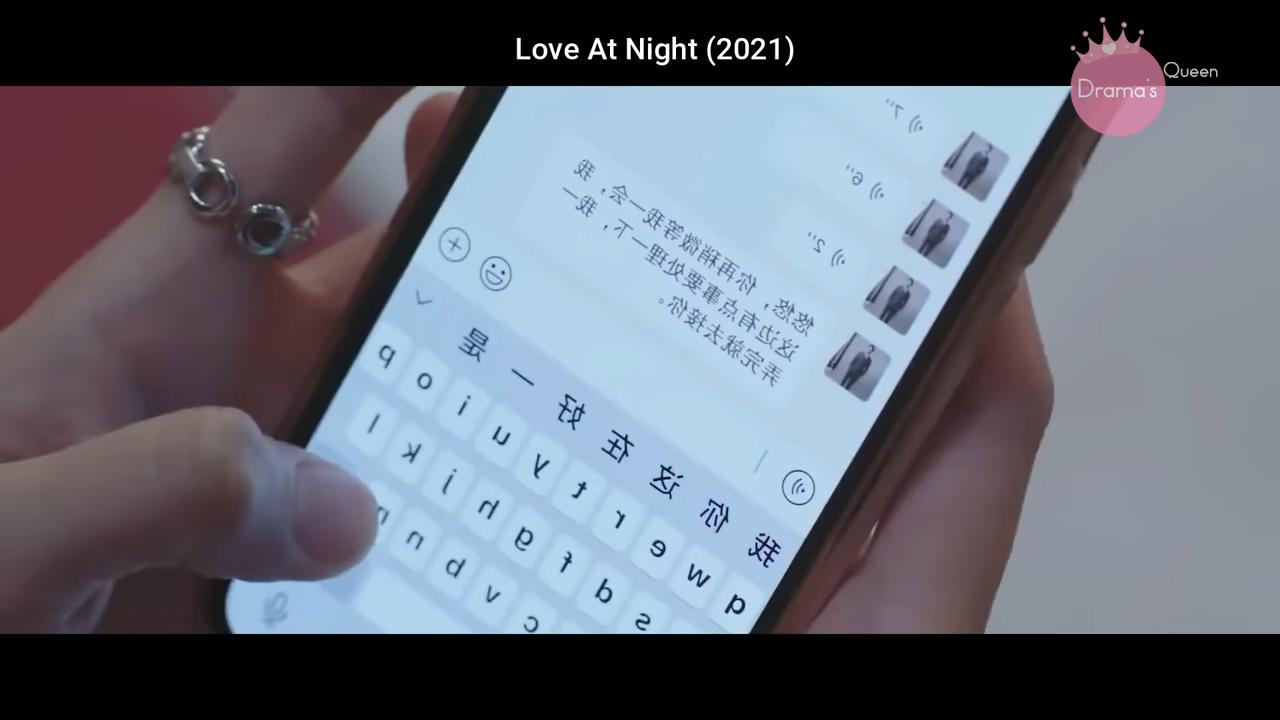 Love At Night (2021)
Drama's Queen
7''
6''
2''
悠悠，你再稍微等我一会，我
这边有点事要处理一下，我一
弄完就去接你。
我 你 这 在 好 一 是
q w e r t y u i o p
s d f g h j k l
c v b n